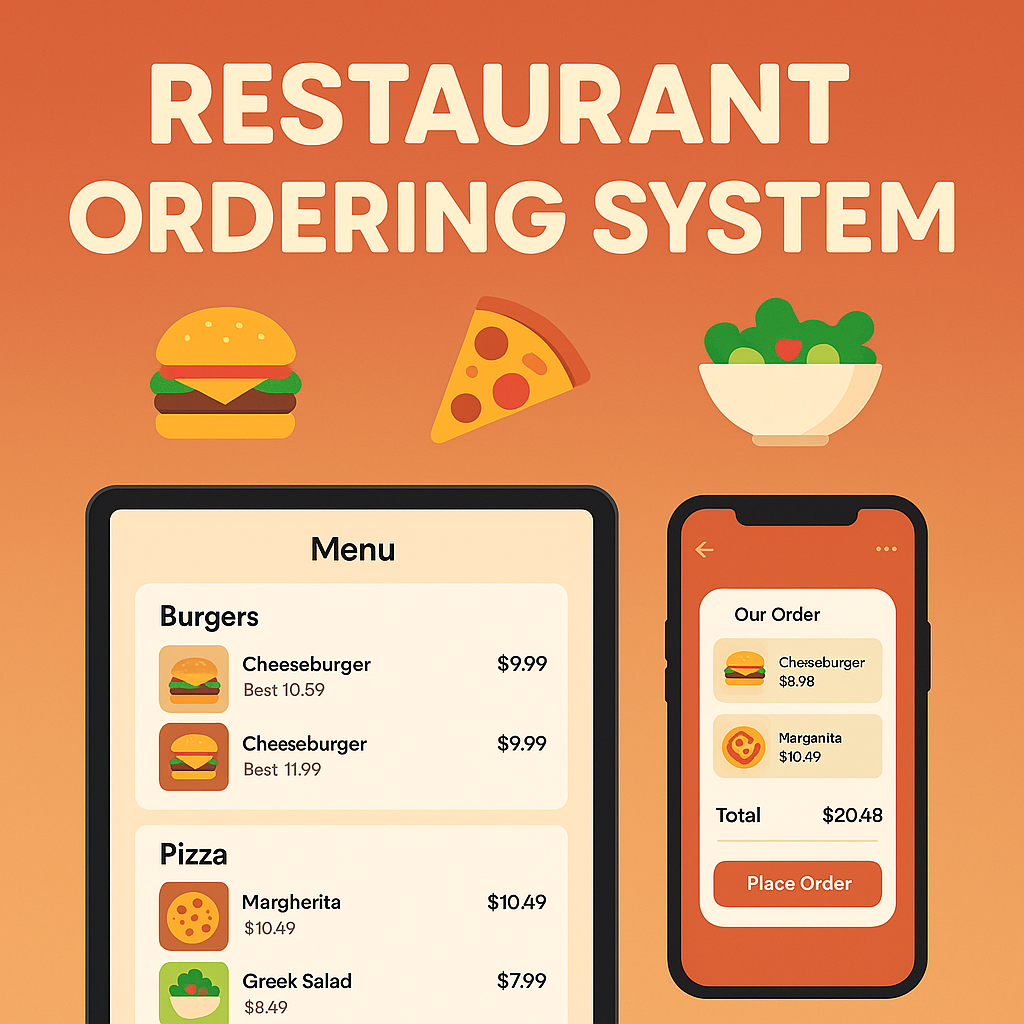 RESTAURANT
ORDERING SYSTEM
Menu
Burgers
Cheeseburger $9.99
Best 10.59
Cheeseburger $9.99
Best 11.99
Pizza
Margherita $10.49
$10.49
Greek Salad $7.99
$8.49
Our Order
Cheeseburger
$8.98
Marganita
$10.49
Total $20.48
Place Order